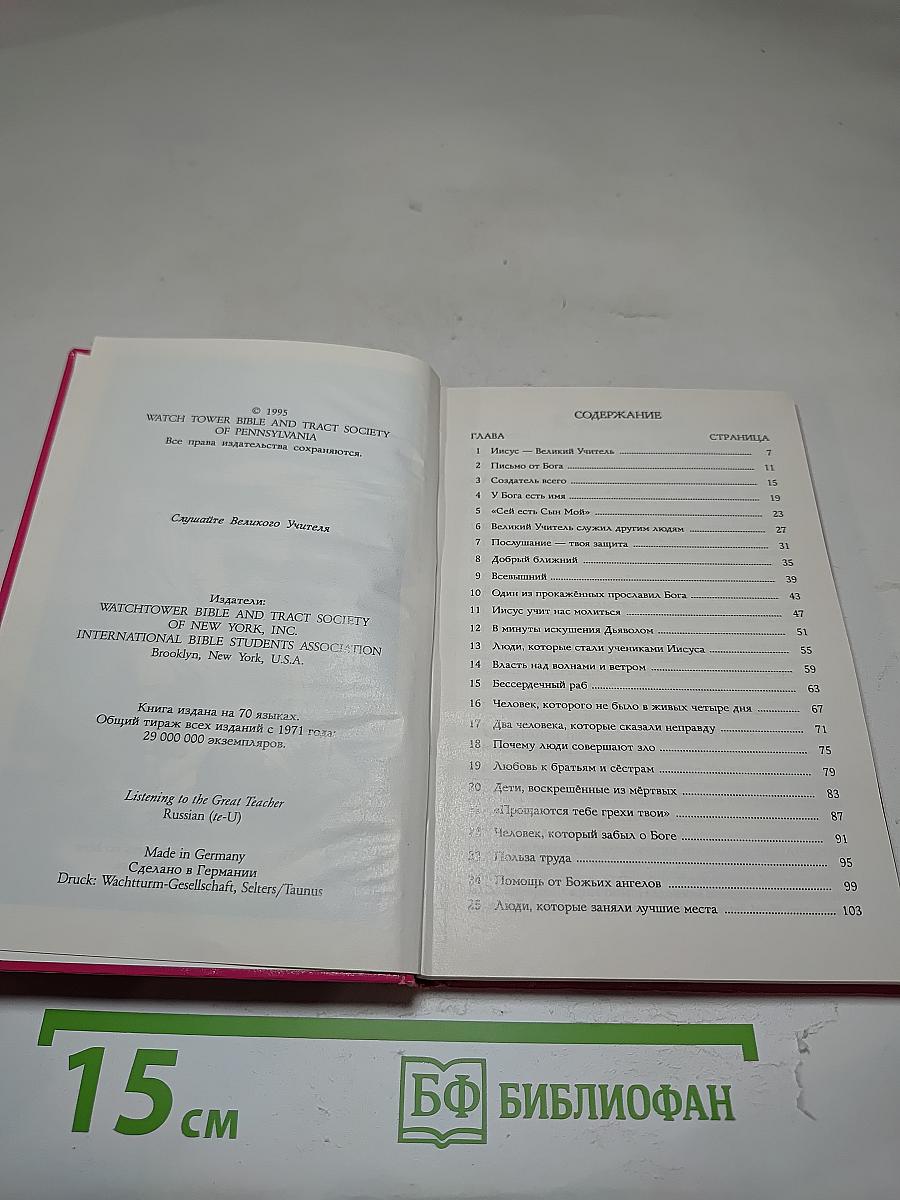 © 1995
WATCH TOWER BIBLE AND TRACT SOCIETY
OF PENNSYLVANIA
Все права издательства сохраняются.
Слушайте Великого Учителя
Издатели:
WATCHTOWER BIBLE AND TRACT SOCIETY
OF NEW YORK, INC.
INTERNATIONAL BIBLE STUDENTS ASSOCIATION
Brooklyn, New York, U.S.A.
Книга издана на 70 языках.
Общий тираж всех изданий с 1971 года:
29 000 000 экземпляров.
Listening to the Great Teacher
Russian (te-U)
Made in Germany
Сделано в Германии
Druck: Wachtturm-Gesellschaft, Selters/Taunus
СОДЕРЖАНИЕ
ГЛАВА СТРАНИЦА
1 Иисус — Великий Учитель 7
2 Письмо от Бога 11
3 Создатель всего 15
4 У Бога есть имя 19
5 «Сей есть Сын Мой» 23
6 Великий Учитель служил другим людям 27
7 Послушание — твоя защита 31
8 Добрый ближний 35
9 Всевышний 39
10 Один из прокажённых прославил Бога 43
11 Иисус учит нас молиться 47
12 В минуты искушения Дьяволом 51
13 Люди, которые стали учениками Иисуса 55
14 Власть над волнами и ветром 59
15 Бессердечный раб 63
16 Человек, которого не было в живых четыре дня 67
17 Два человека, которые сказали неправду 71
18 Почему люди совершают зло 75
19 Любовь к братьям и сёстрам 79
20 Дети, воскрешённые из мёртвых 83
«Прощаются тебе грехи твои» 87
22 Человек, который забыл о Боге 91
23 Польза труда 95
24 Помощь от Божьих ангелов 99
25 Люди, которые заняли лучшие места 103
15 см
БФ БИБЛИОФАН